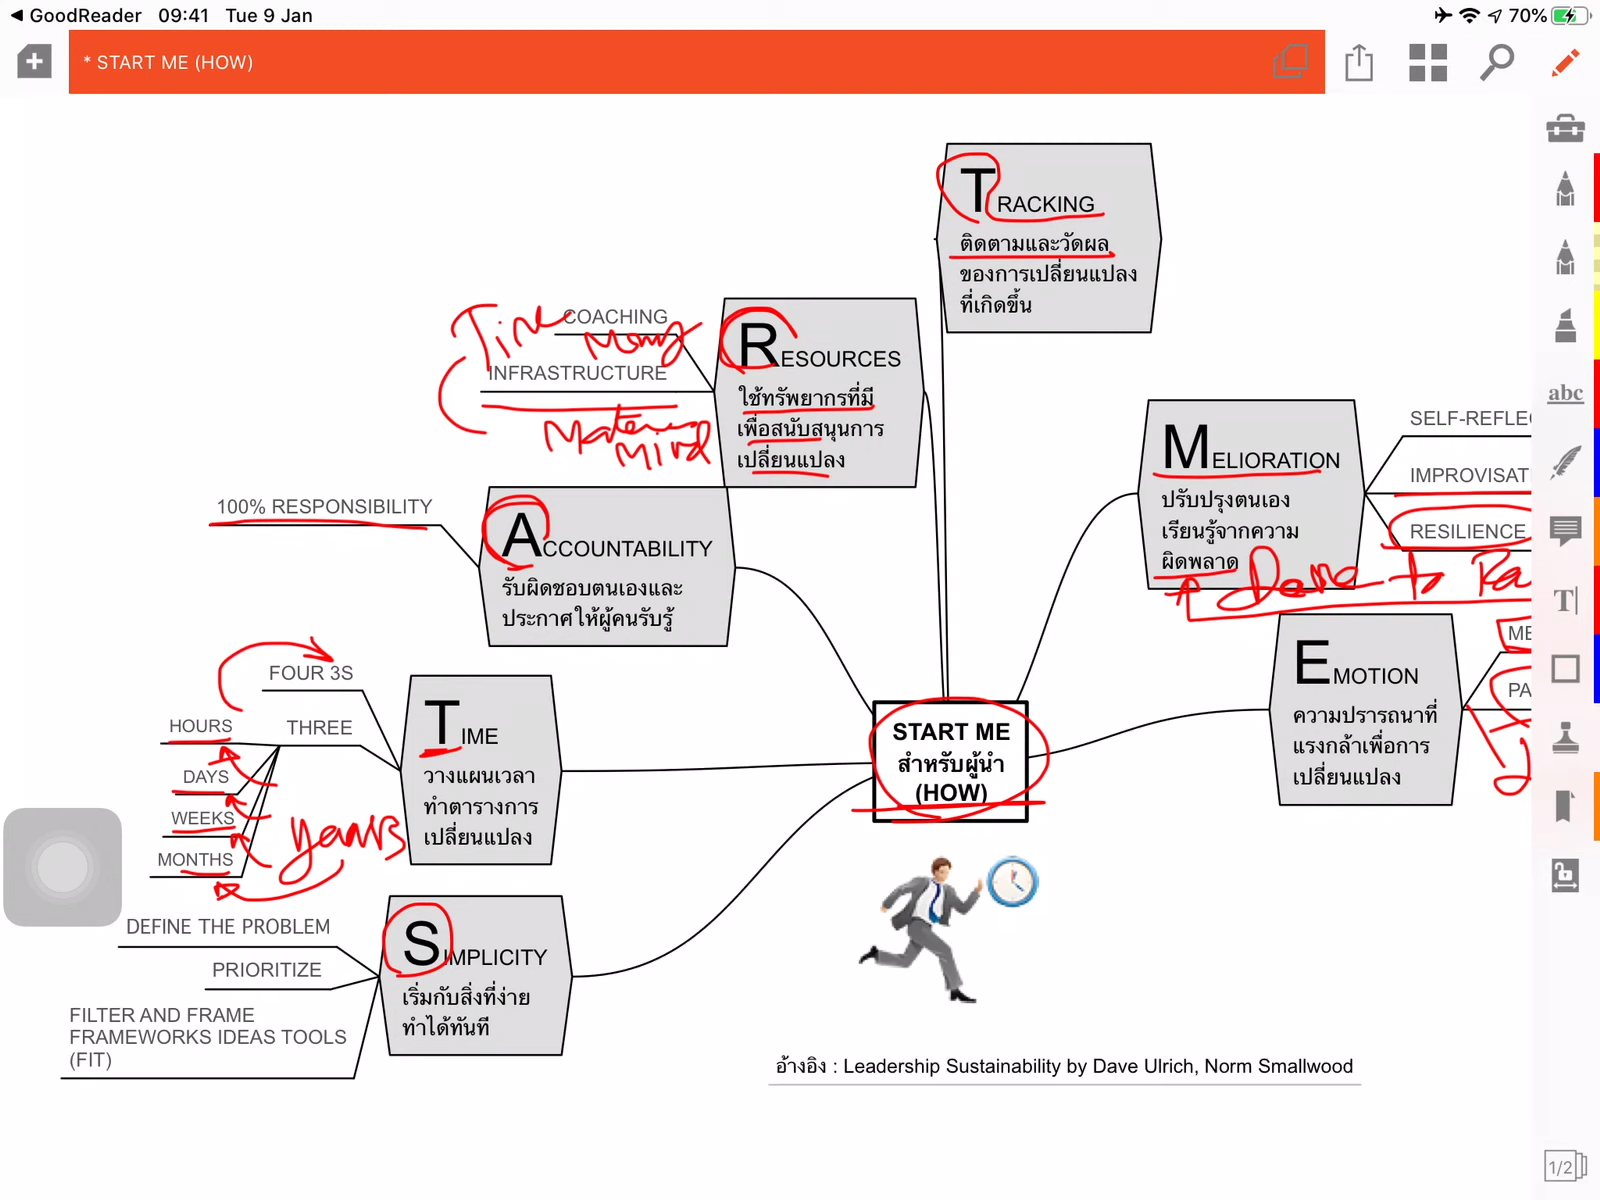 GoodReader 09:41 Tue 9 Jan 70%
* START ME (HOW)
TRACKING
ติดตามและวัดผล
ของการเปลี่ยนแปลง
ที่เกิดขึ้น
Time
COACHING
Money
INFRASTRUCTURE
Mind
RESOURCES
ใช้ทรัพยากรที่มี
เพื่อสนับสนุนการ
เปลี่ยนแปลง
100% RESPONSIBILITY
ACCOUNTABILITY
รับผิดชอบตนเองและ
ประกาศให้ผู้คนรับรู้
FOUR 3S
THREE
HOURS
DAYS
WEEKS
MONTHS
years
TIME
วางแผนเวลา
ทำตารางการ
เปลี่ยนแปลง
DEFINE THE PROBLEM
PRIORITIZE
FILTER AND FRAME
FRAMEWORKS IDEAS TOOLS
(FIT)
SIMPLICITY
เริ่มกับสิ่งที่ง่าย
ทำได้ทันที
START ME
สำหรับผู้นำ
(HOW)
MELIORATION
ปรับปรุงตนเอง
เรียนรู้จากความ
ผิดพลาด
SELF-REFLE
IMPROVISAT
RESILIENCE
to
EMOTION
ความปรารถนาที่
แรงกล้าเพื่อการ
เปลี่ยนแปลง
ME
PA
อ้างอิง : Leadership Sustainability by Dave Ulrich, Norm Smallwood
abc
T|
1/2